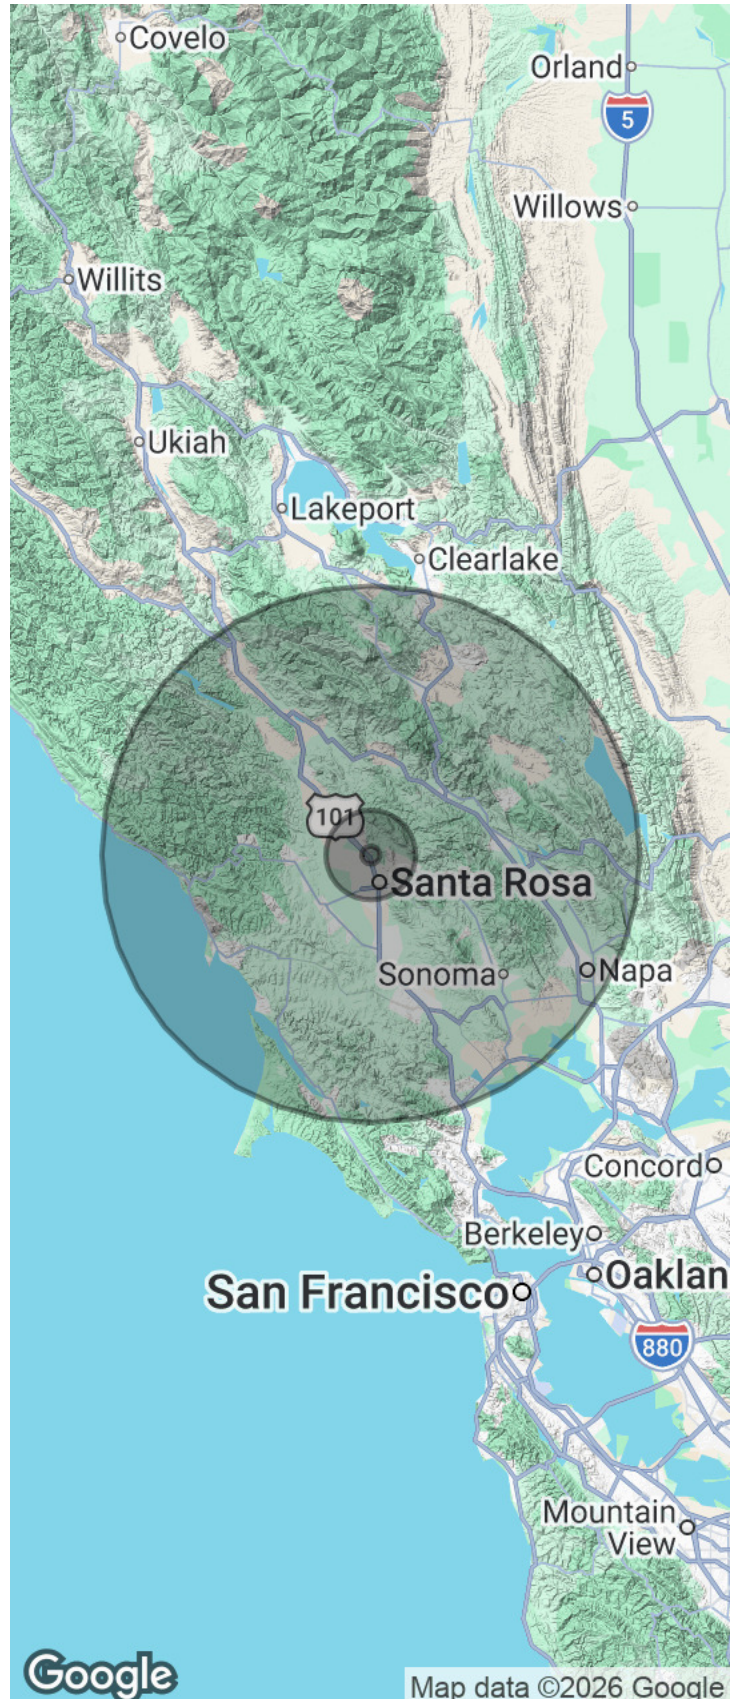 Covelo
Orland
5
Willows
Willits
Ukiah
Lakeport
Clearlake
101
Santa Rosa
Sonoma
Napa
Concord
Berkeley
Oaklan
San Francisco
880
Mountain
View
Google
Map data ©2026 Google